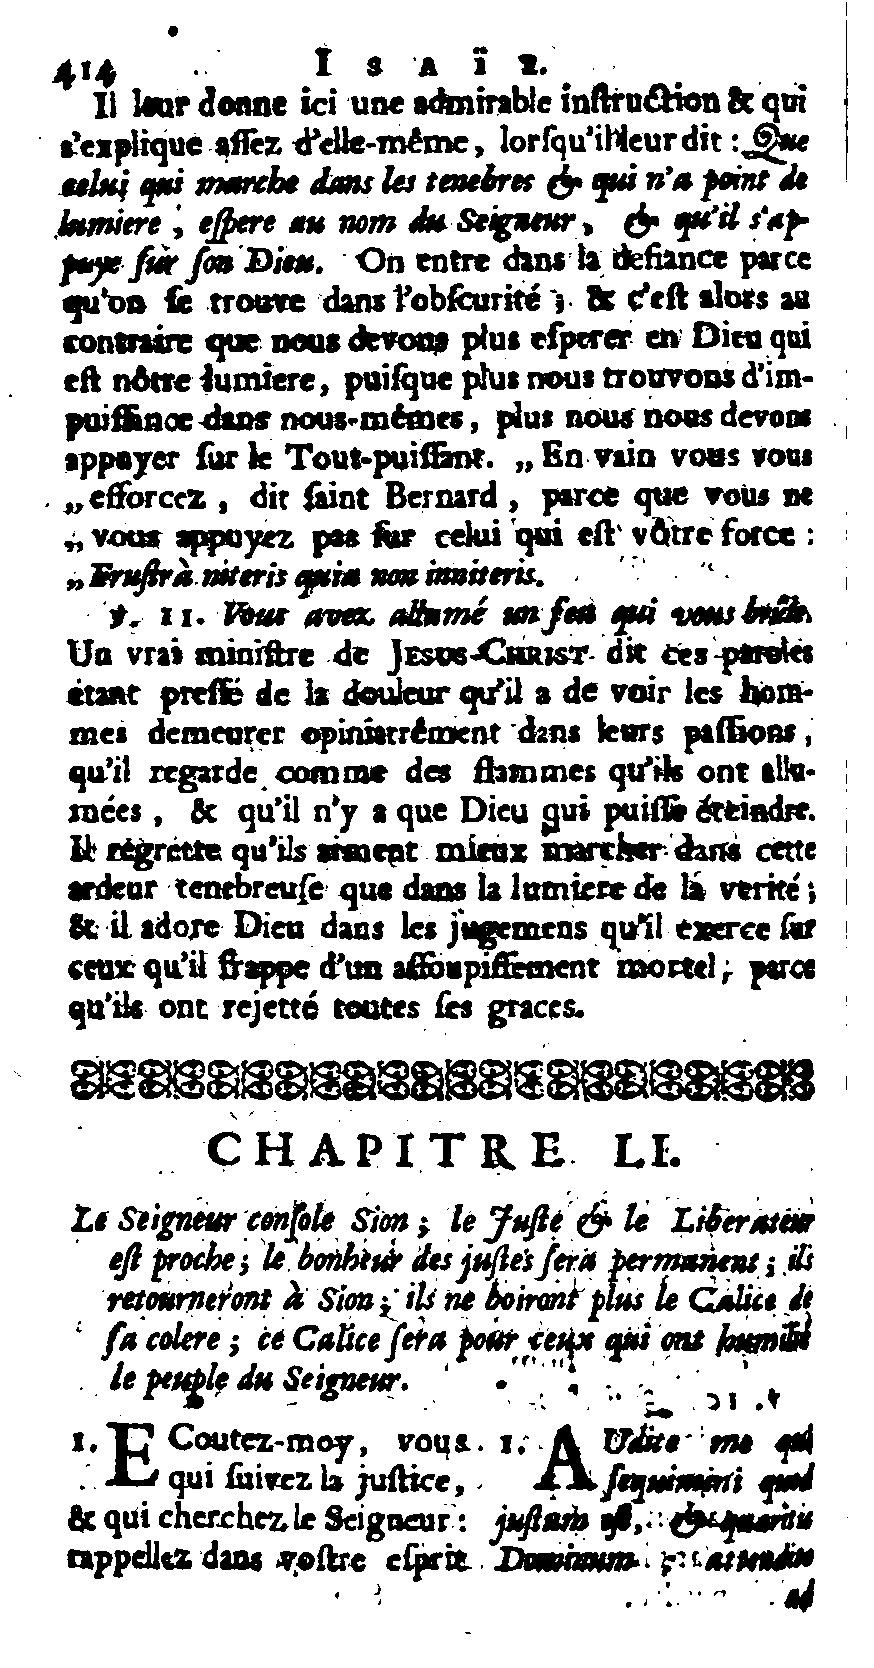 414 ISAÏE.
Il leur donne ici une admirable inſtruction & qui
s'explique aſſez d'elle-même, lorſqu'il leur dit : Que
celui qui marche dans les tenebres & qui n'a point de
lumiere, eſpere au nom du Seigneur, & qu'il s'ap-
puye ſur ſon Dieu. On entre dans la defiance parce
qu'on ſe trouve dans l'obſcurité ; & c'eſt alors au
contraire que nous devons plus eſperer en Dieu qui
eſt nôtre lumiere, puiſque plus nous trouvons d'im-
puiſſance dans nous-mêmes, plus nous nous devons
appuyer ſur le Tout-puiſſant. „ En vain vous vous
„ efforcez, dit ſaint Bernard, parce que vous ne
„ vous appuyez pas ſur celui qui eſt vôtre force :
„ Fruſtrà niteris quia non inniteris.
℣. 11. Vous avez allumé un feu qui vous brûle.
Un vrai miniſtre de JESUS-CHRIST dit ces paroles
étant preſſé de la douleur qu'il a de voir les hom-
mes demeurer opiniatrêment dans leurs paſſions,
qu'il regarde comme des flammes qu'ils ont allu-
mées, & qu'il n'y a que Dieu qui puiſſe éteindre.
Il régrette qu'ils aiment mieux marcher dans cette
ardeur tenebreuſe que dans la lumiere de la verité ;
& il adore Dieu dans les jugemens qu'il exerce ſur
ceux qu'il frappe d'un aſſoupiſſement mortel, parce
qu'ils ont rejetté toutes ſes graces.
CHAPITRE LI.
Le Seigneur conſole Sion ; le Juſte & le Liberateur
eſt proche ; le bonheur des juſtes ſera permanent ; ils
retourneront à Sion ; ils ne boiront plus le Calice de
ſa colere ; ce Calice ſera pour ceux qui ont humilié
le peuple du Seigneur.
1. ECoutez-moy, vous
qui ſuivez la juſtice,
& qui cherchez le Seigneur :
rappellez dans voſtre eſprit
1. AUdite me qui
ſequimini quod
juſtum eſt, & quæritis
Dominum : attendite
ad